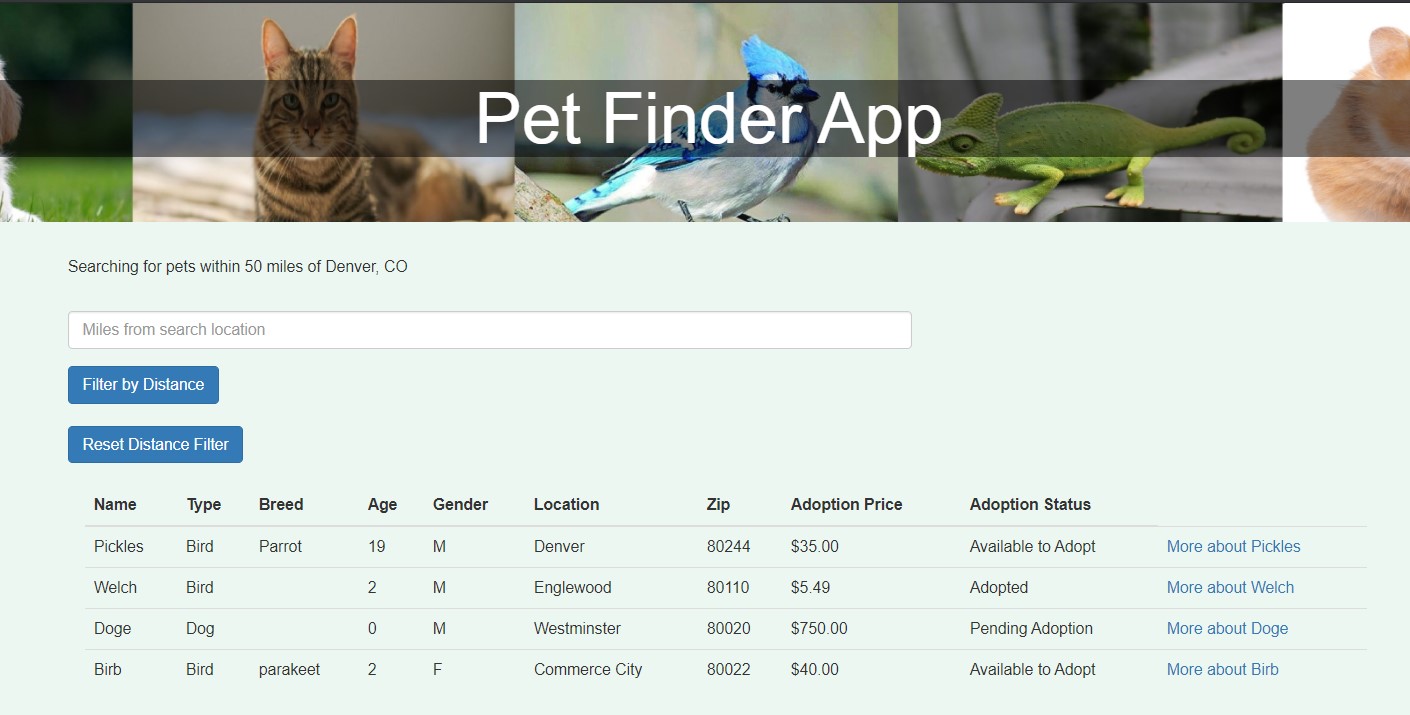 Pet Finder App
Searching for pets within 50 miles of Denver, CO
Miles from search location
Filter by Distance
Reset Distance Filter
Name Type Breed Age Gender Location Zip Adoption Price Adoption Status
Pickles Bird Parrot 19 M Denver 80244 $35.00 Available to Adopt More about Pickles
Welch Bird 2 M Englewood 80110 $5.49 Adopted More about Welch
Doge Dog 0 M Westminster 80020 $750.00 Pending Adoption More about Doge
Birb Bird parakeet 2 F Commerce City 80022 $40.00 Available to Adopt More about Birb